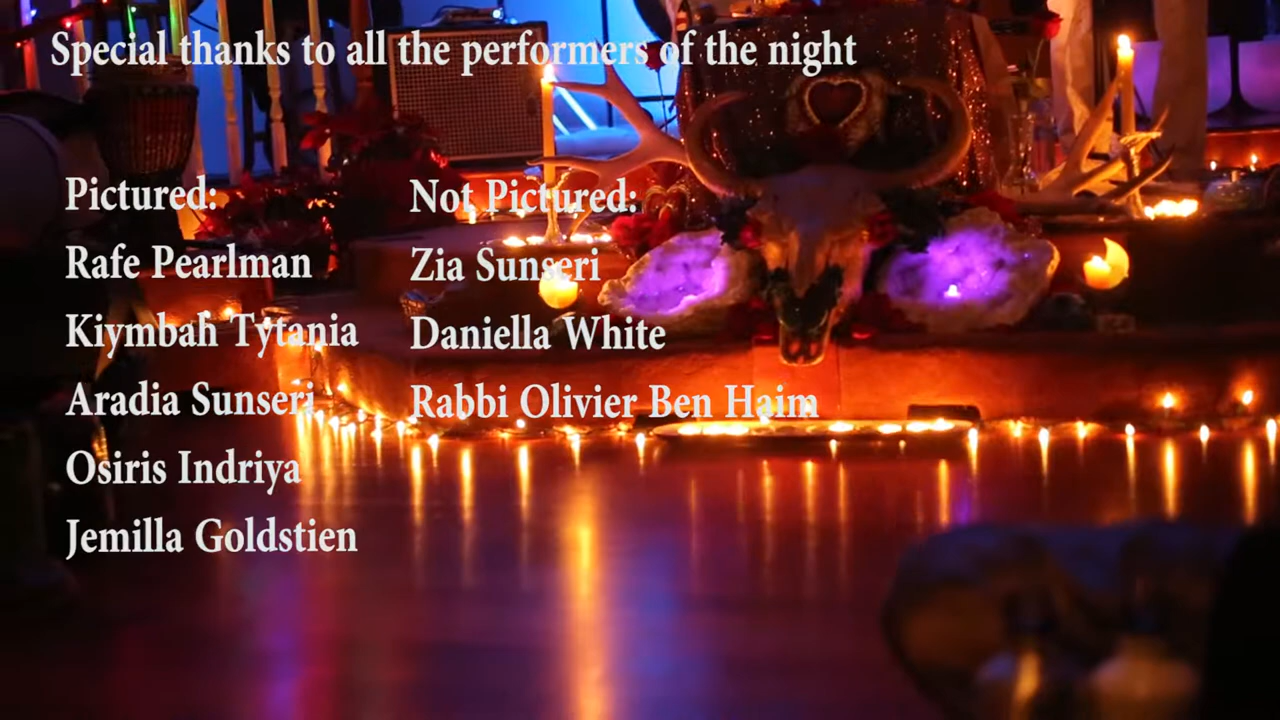 Special thanks to all the performers of the night
Pictured:
Rafe Pearlman
Kiymbah Tytania
Aradia Sunseri
Osiris Indriya
Jemilla Goldstien
Not Pictured:
Zia Sunseri
Daniella White
Rabbi Olivier Ben Haim